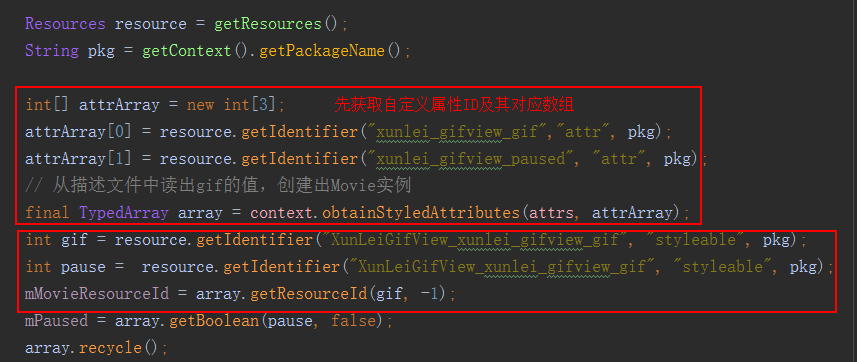 Resources resource = getResources();
String pkg = getContext().getPackageName();
int[] attrArray = new int[3]; 先获取自定义属性ID及其对应数组
attrArray[0] = resource.getIdentifier("xunlei_gifview_gif","attr", pkg);
attrArray[1] = resource.getIdentifier("xunlei_gifview_paused", "attr", pkg);
// 从描述文件中读出gif的值，创建出Movie实例
final TypedArray array = context.obtainStyledAttributes(attrs, attrArray);
int gif = resource.getIdentifier("XunLeiGifView_xunlei_gifview_gif", "styleable", pkg);
int pause =  resource.getIdentifier("XunLeiGifView_xunlei_gifview_gif", "styleable", pkg);
mMovieResourceId = array.getResourceId(gif, -1);
mPaused = array.getBoolean(pause, false);
array.recycle();